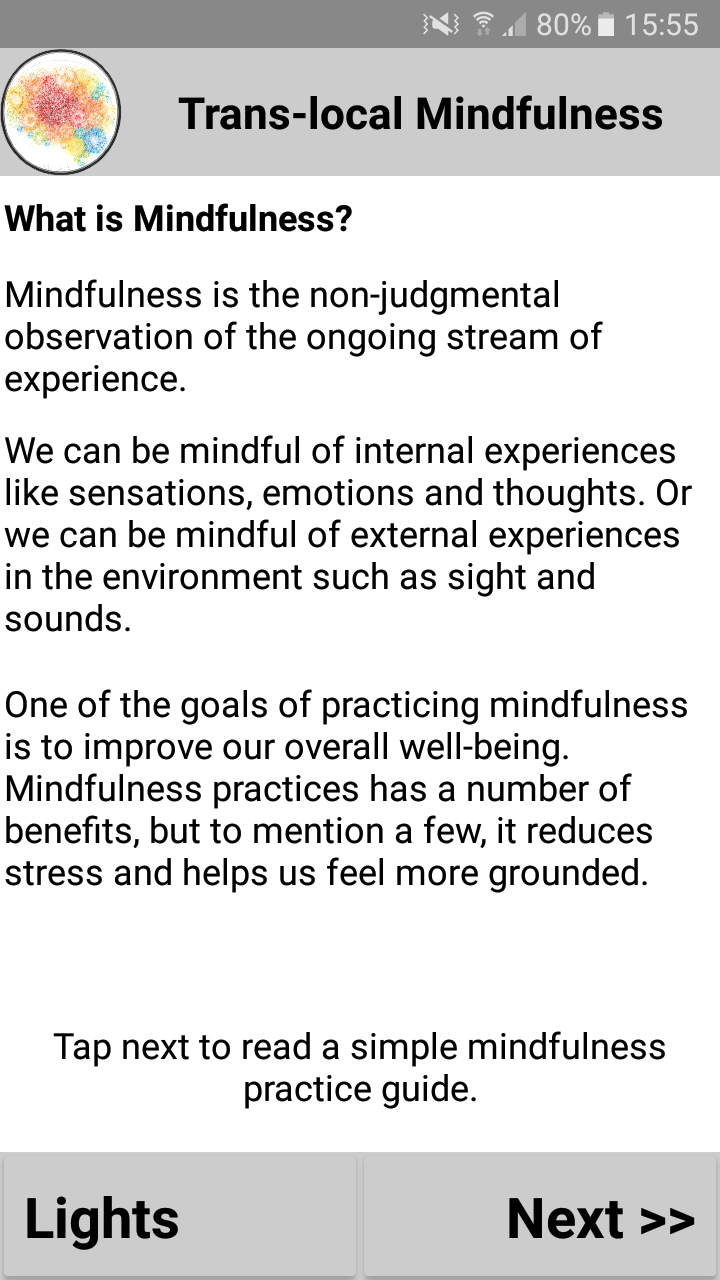 80% 15:55
Trans-local Mindfulness
What is Mindfulness?
Mindfulness is the non-judgmental
observation of the ongoing stream of
experience.
We can be mindful of internal experiences
like sensations, emotions and thoughts. Or
we can be mindful of external experiences
in the environment such as sight and
sounds.
One of the goals of practicing mindfulness
is to improve our overall well-being.
Mindfulness practices has a number of
benefits, but to mention a few, it reduces
stress and helps us feel more grounded.
Tap next to read a simple mindfulness
practice guide.
Lights
Next >>